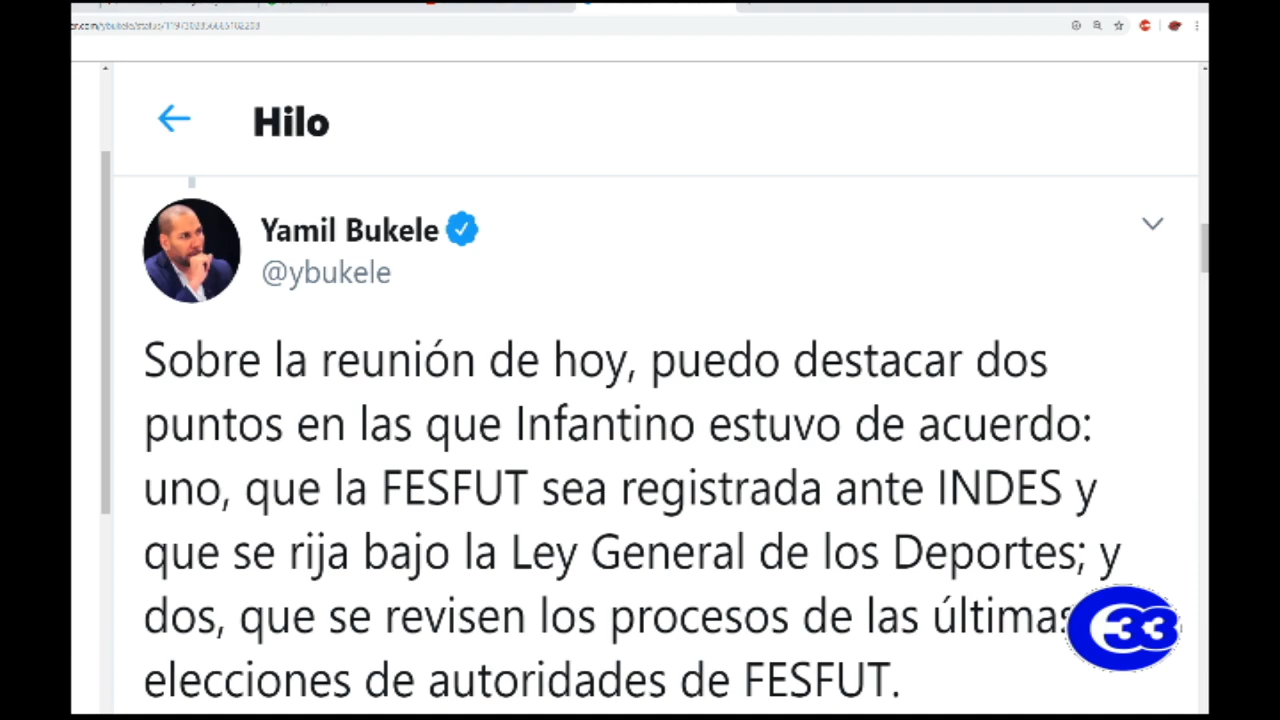 Hilo
Yamil Bukele
@ybukele
Sobre la reunión de hoy, puedo destacar dos
puntos en las que Infantino estuvo de acuerdo:
uno, que la FESFUT sea registrada ante INDES y
que se rija bajo la Ley General de los Deportes; y
dos, que se revisen los procesos de las últimas
elecciones de autoridades de FESFUT.
33